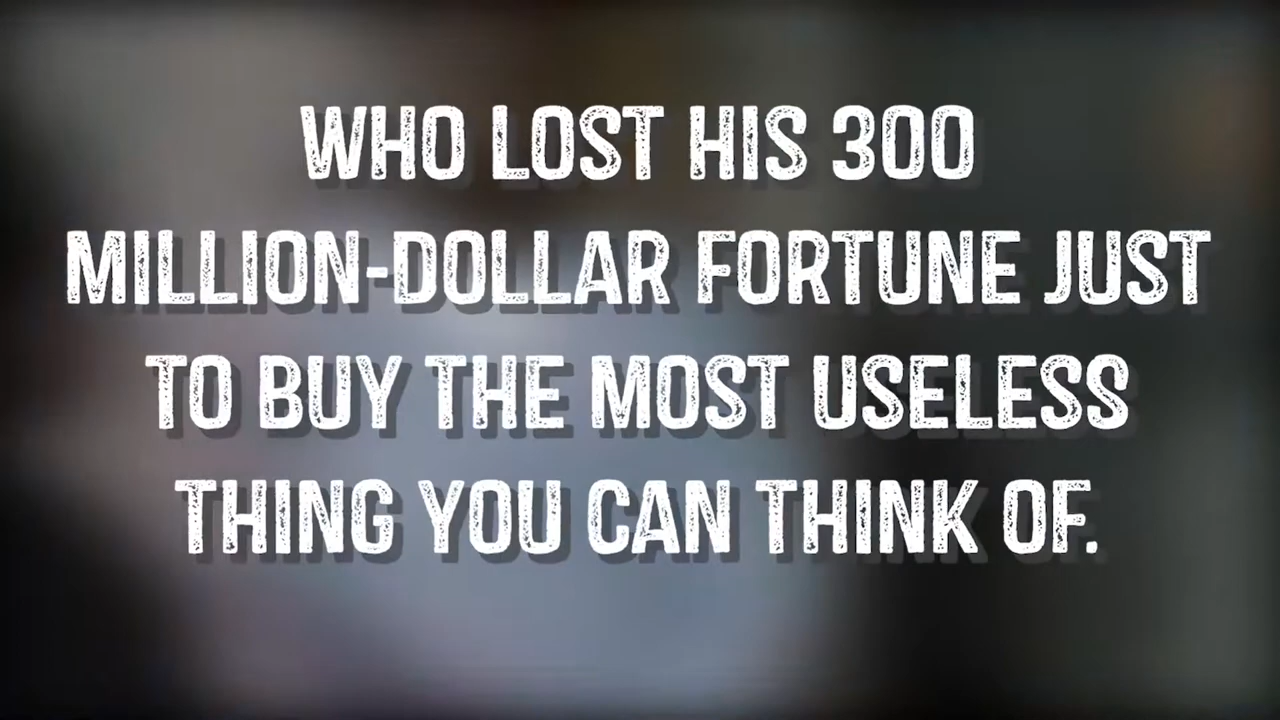 WHO LOST HIS 300
MILLION-DOLLAR FORTUNE JUST
TO BUY THE MOST USELESS
THING YOU CAN THINK OF.